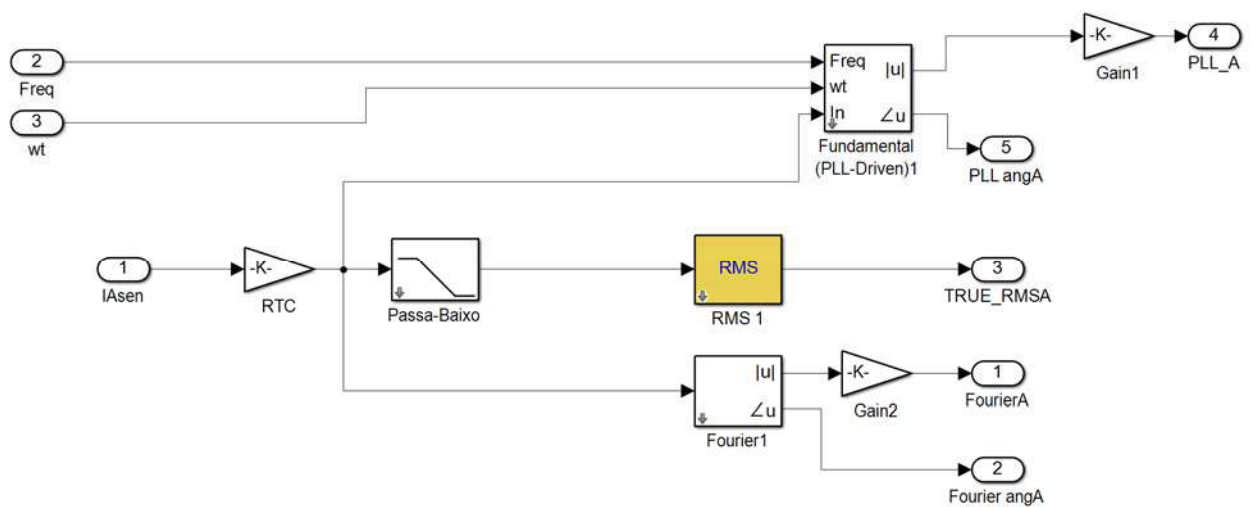 2
Freq
3
wt
Freq
wt
In
|u|
∠u
Fundamental
(PLL-Driven)1
-K-
Gain1
4
PLL_A
5
PLL angA
1
IAsen
-K-
RTC
Passa-Baixo
RMS
RMS 1
3
TRUE_RMSA
|u|
∠u
Fourier1
-K-
Gain2
1
FourierA
2
Fourier angA